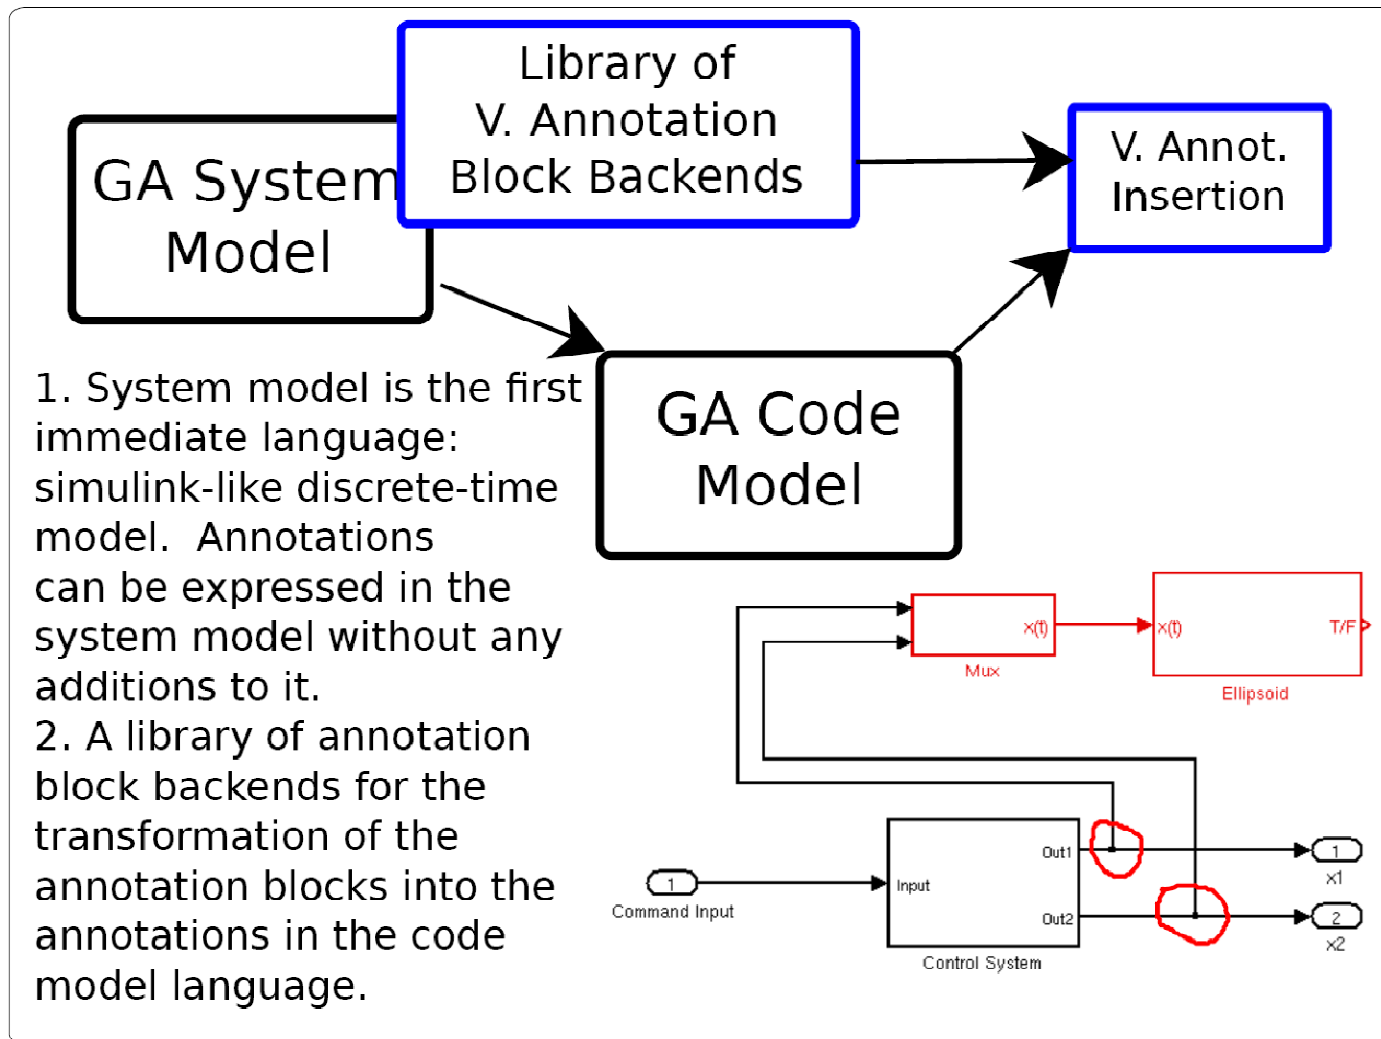 Library of
V. Annotation
Block Backends
GA System
Model
V. Annot.
Insertion
GA Code
Model
1. System model is the first
immediate language:
simulink-like discrete-time
model.  Annotations
can be expressed in the
system model without any
additions to it.
2. A library of annotation
block backends for the
transformation of the
annotation blocks into the
annotations in the code
model language.
x(t)
Mux
x(t)
T/F
Ellipsoid
1
Command Input
Input
Out1
Out2
Control System
1
x1
2
x2